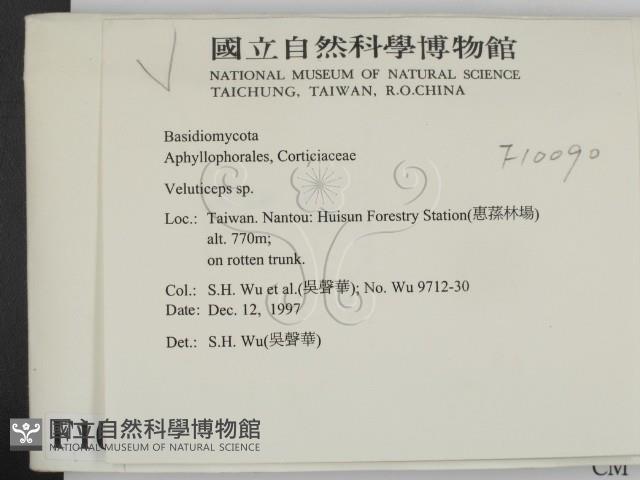 國立自然科學博物館
NATIONAL MUSEUM OF NATURAL SCIENCE
TAICHUNG, TAIWAN, R.O.CHINA
Basidiomycota
Aphyllophorales, Corticiaceae
F10090
Veluticeps sp.
Loc.: Taiwan. Nantou: Huisun Forestry Station(惠蓀林場)
alt. 770m;
on rotten trunk.
Col.: S.H. Wu et al.(吳聲華); No. Wu 9712-30
Date: Dec. 12, 1997
Det.: S.H. Wu(吳聲華)
國立自然科學博物館
NATIONAL MUSEUM OF NATURAL SCIENCE
CM